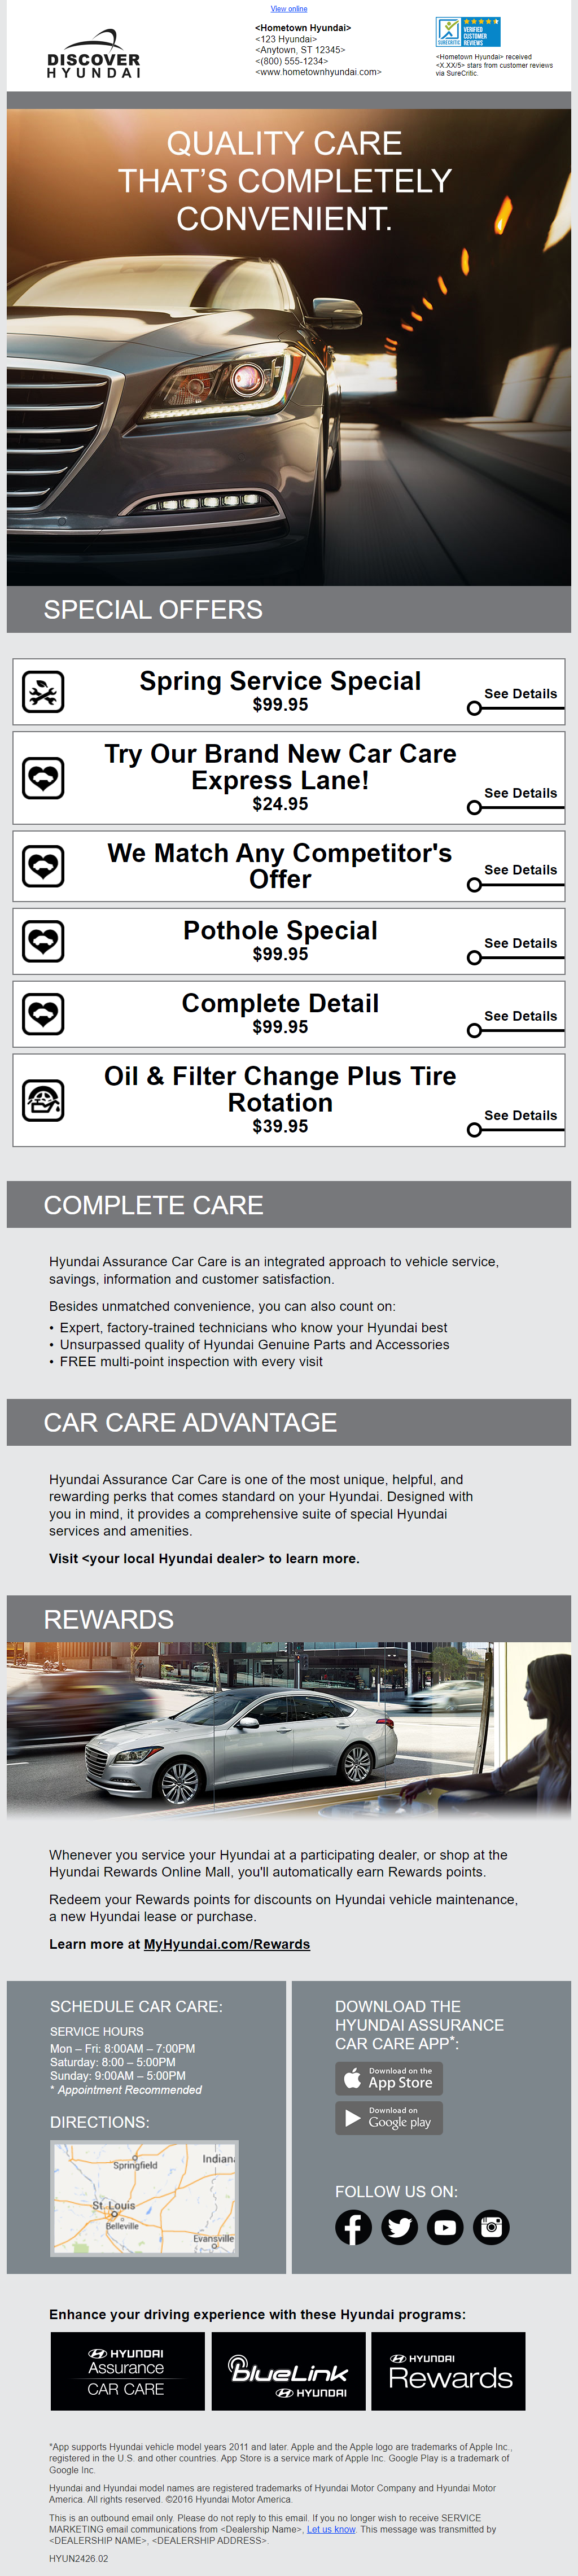 View online
DISCOVER
HYUNDAI
<Hometown Hyundai>
<123 Hyundai>
<Anytown, ST 12345>
<(800) 555-1234>
<www.hometownhyundai.com>
SURECRITIC
VERIFIED
CUSTOMER
REVIEWS
<Hometown Hyundai> received
<X.XX/5> stars from customer reviews
via SureCritic.
QUALITY CARE
THAT'S COMPLETELY
CONVENIENT.
SPECIAL OFFERS
Spring Service Special
$99.95
See Details
Try Our Brand New Car Care
Express Lane!
$24.95
See Details
We Match Any Competitor's
Offer
See Details
Pothole Special
$99.95
See Details
Complete Detail
$99.95
See Details
Oil & Filter Change Plus Tire
Rotation
$39.95
See Details
COMPLETE CARE
Hyundai Assurance Car Care is an integrated approach to vehicle service,
savings, information and customer satisfaction.
Besides unmatched convenience, you can also count on:
• Expert, factory-trained technicians who know your Hyundai best
• Unsurpassed quality of Hyundai Genuine Parts and Accessories
• FREE multi-point inspection with every visit
CAR CARE ADVANTAGE
Hyundai Assurance Car Care is one of the most unique, helpful, and
rewarding perks that comes standard on your Hyundai. Designed with
you in mind, it provides a comprehensive suite of special Hyundai
services and amenities.
Visit <your local Hyundai dealer> to learn more.
REWARDS
Whenever you service your Hyundai at a participating dealer, or shop at the
Hyundai Rewards Online Mall, you'll automatically earn Rewards points.
Redeem your Rewards points for discounts on Hyundai vehicle maintenance,
a new Hyundai lease or purchase.
Learn more at MyHyundai.com/Rewards
SCHEDULE CAR CARE:
SERVICE HOURS
Mon – Fri: 8:00AM – 7:00PM
Saturday: 8:00 – 5:00PM
Sunday: 9:00AM – 5:00PM
* Appointment Recommended
DIRECTIONS:
Springfield
Indiana
St. Louis
Belleville
Evansville
DOWNLOAD THE
HYUNDAI ASSURANCE
CAR CARE APP*:
Download on the
App Store
Download on
Google play
FOLLOW US ON:
Enhance your driving experience with these Hyundai programs:
HYUNDAI
Assurance
CAR CARE
blueLink
HYUNDAI
HYUNDAI
Rewards
*App supports Hyundai vehicle model years 2011 and later. Apple and the Apple logo are trademarks of Apple Inc.,
registered in the U.S. and other countries. App Store is a service mark of Apple Inc. Google Play is a trademark of
Google Inc.
Hyundai and Hyundai model names are registered trademarks of Hyundai Motor Company and Hyundai Motor
America. All rights reserved. ©2016 Hyundai Motor America.
This is an outbound email only. Please do not reply to this email. If you no longer wish to receive SERVICE
MARKETING email communications from <Dealership Name>, Let us know. This message was transmitted by
<DEALERSHIP NAME>, <DEALERSHIP ADDRESS>.
HYUN2426.02